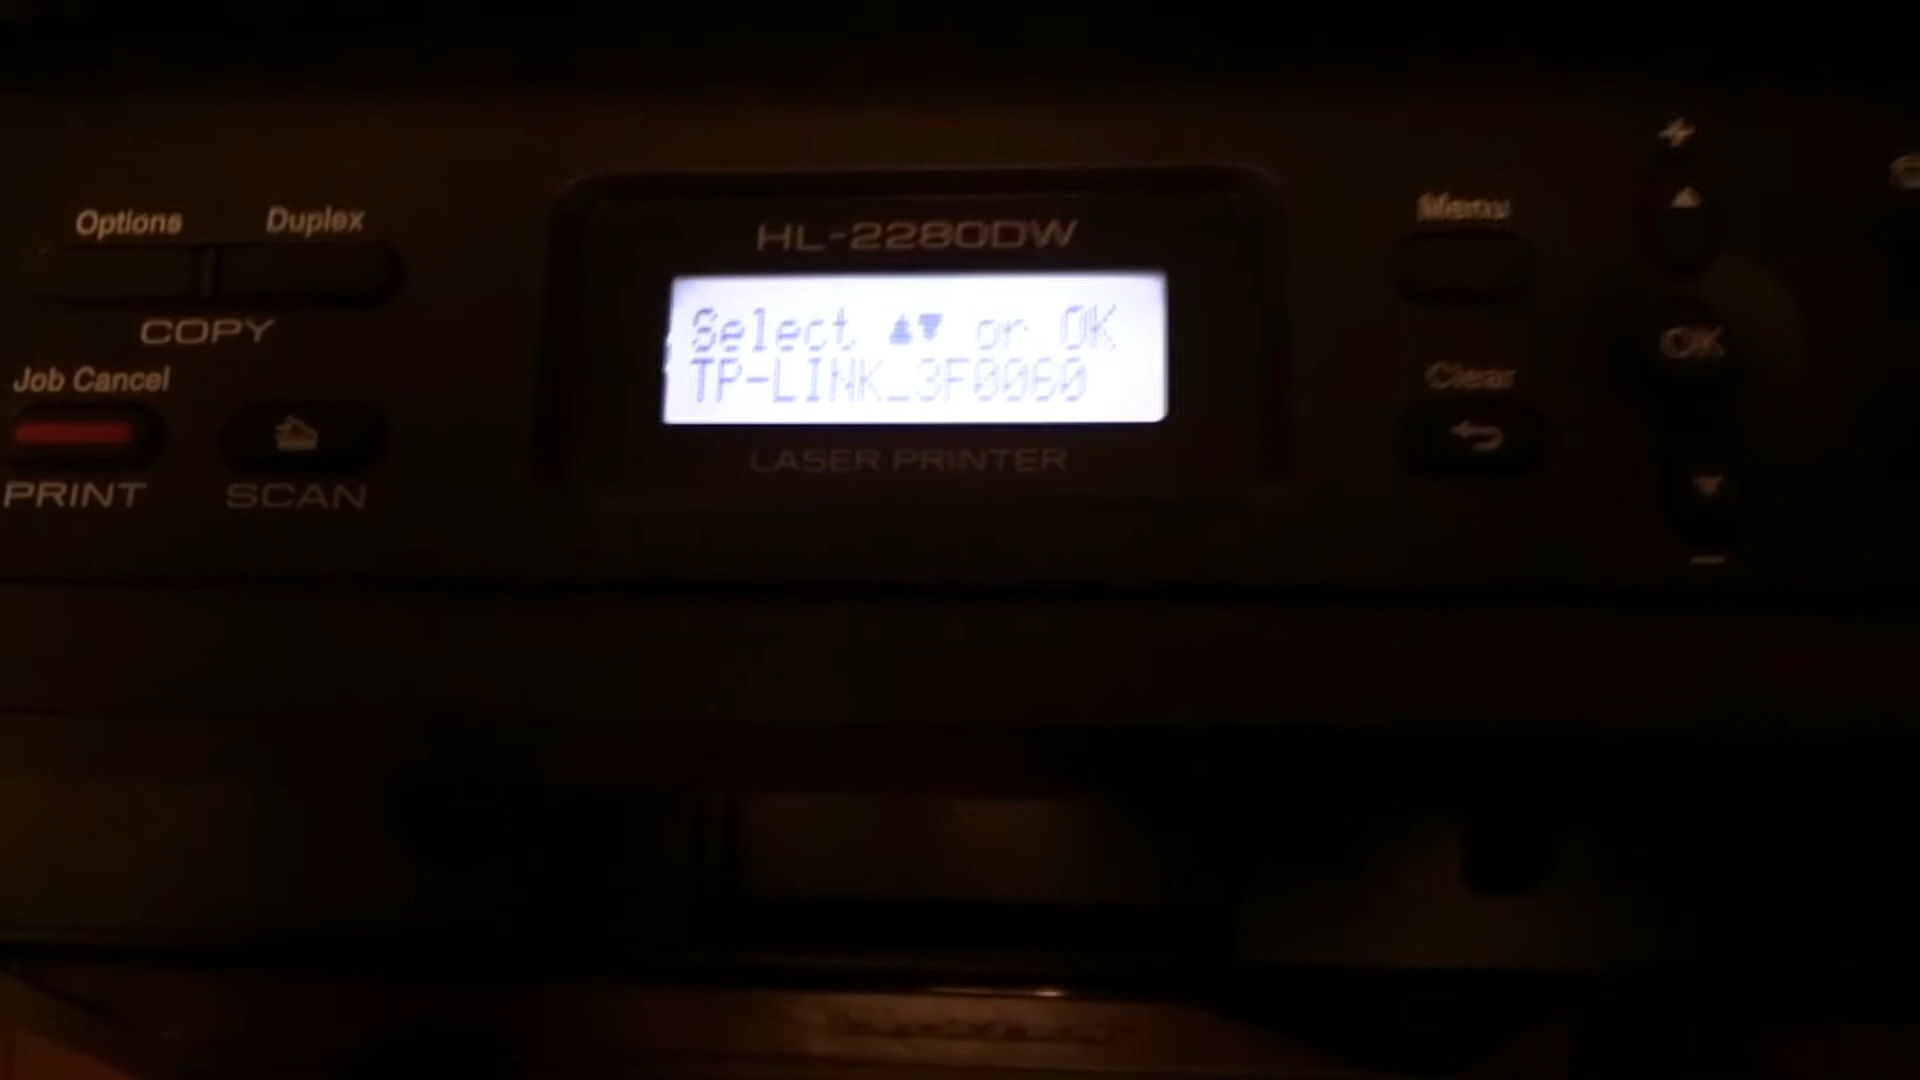 Options Duplex
COPY
Job Cancel
PRINT SCAN
HL-2280DW
Select ▲▼ or OK
TP-LINK_3F0060
LASER PRINTER
Menu
OK
Clear